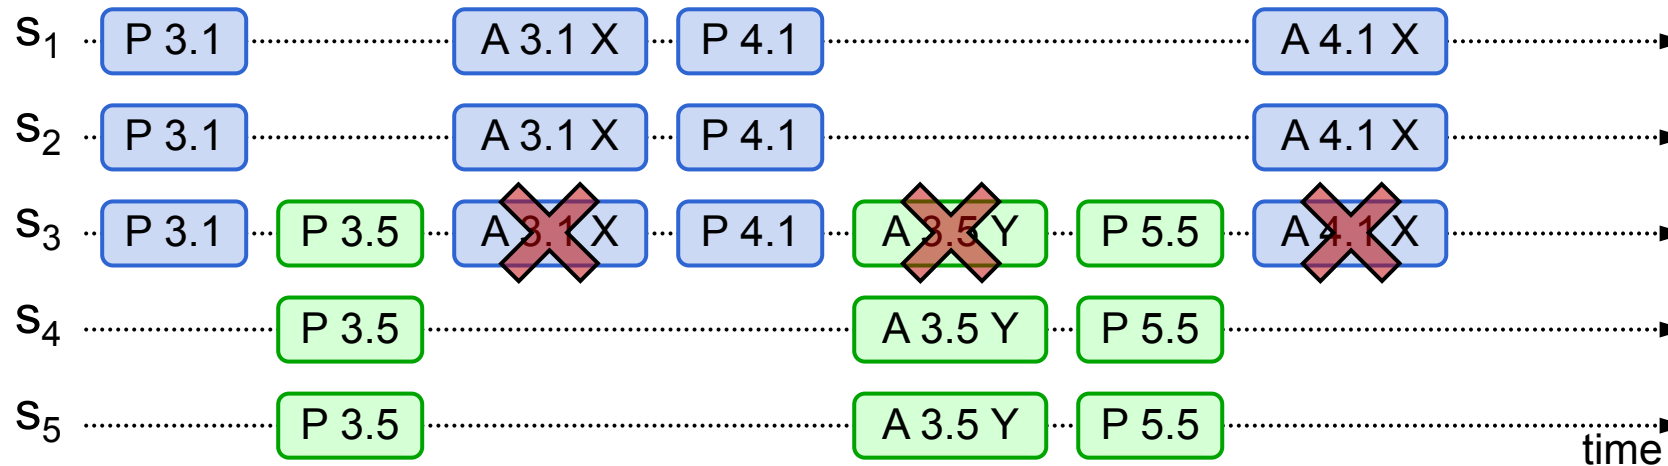 s1 P 3.1 A 3.1 X P 4.1 A 4.1 X
s2 P 3.1 A 3.1 X P 4.1 A 4.1 X
s3 P 3.1 P 3.5 A 3.1 X P 4.1 A 3.5 Y P 5.5 A 4.1 X
s4 P 3.5 A 3.5 Y P 5.5
s5 P 3.5 A 3.5 Y P 5.5
time